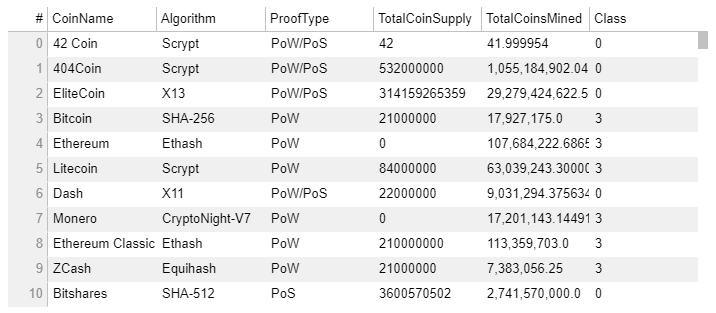 # CoinName Algorithm ProofType TotalCoinSupply TotalCoinsMined Class
0 42 Coin Scrypt PoW/PoS 42 41.999954 0
1 404Coin Scrypt PoW/PoS 532000000 1,055,184,902.04 0
2 EliteCoin X13 PoW/PoS 314159265359 29,279,424,622.5 0
3 Bitcoin SHA-256 PoW 21000000 17,927,175.0 3
4 Ethereum Ethash PoW 0 107,684,222.6865 3
5 Litecoin Scrypt PoW 84000000 63,039,243.30000 3
6 Dash X11 PoW/PoS 22000000 9,031,294.375634 0
7 Monero CryptoNight-V7 PoW 0 17,201,143.14491 3
8 Ethereum Classic Ethash PoW 210000000 113,359,703.0 3
9 ZCash Equihash PoW 21000000 7,383,056.25 3
10 Bitshares SHA-512 PoS 3600570502 2,741,570,000.0 0